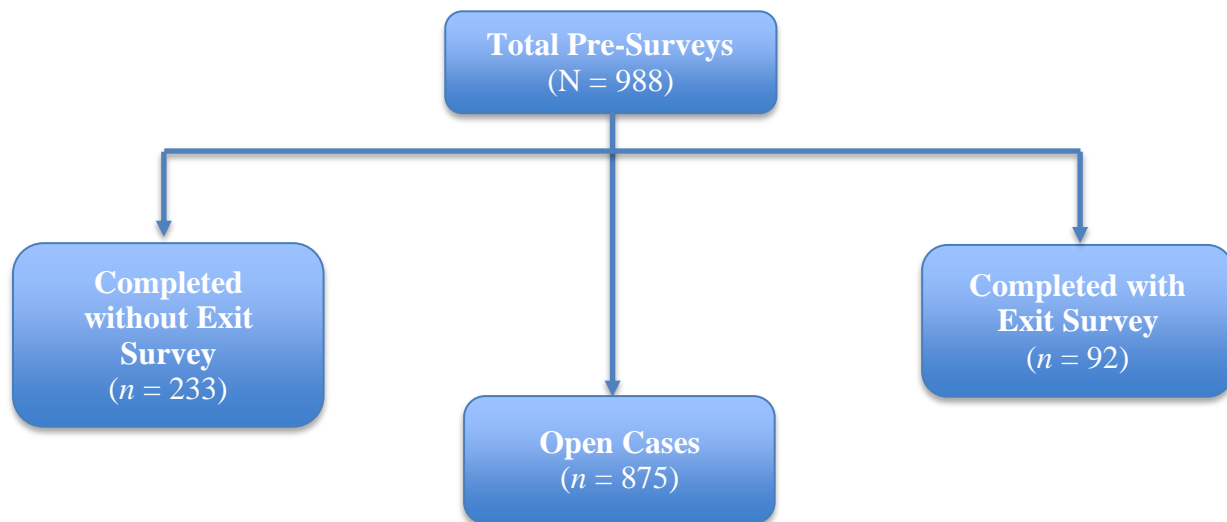 Total Pre-Surveys
(N = 988)
Completed
without Exit
Survey
(n = 233)
Open Cases
(n = 875)
Completed with
Exit Survey
(n = 92)